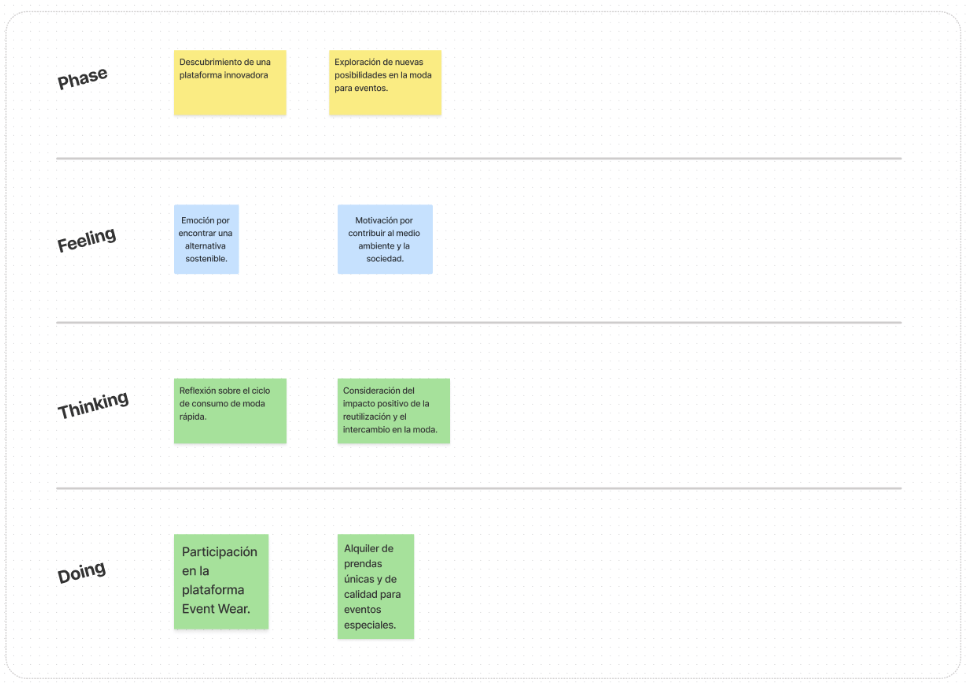 Phase
Descubrimiento de una
plataforma innovadora
Exploración de nuevas
posibilidades en la moda
para eventos.
Feeling
Emoción por
encontrar una
alternativa
sostenible.
Motivación por
contribuir al medio
ambiente y la
sociedad.
Thinking
Reflexión sobre el ciclo
de consumo de moda
rápida.
Consideración del
impacto positivo de la
reutilización y el
intercambio en la moda.
Doing
Participación
en la
plataforma
Event Wear.
Alquiler de
prendas
únicas y de
calidad para
eventos
especiales.